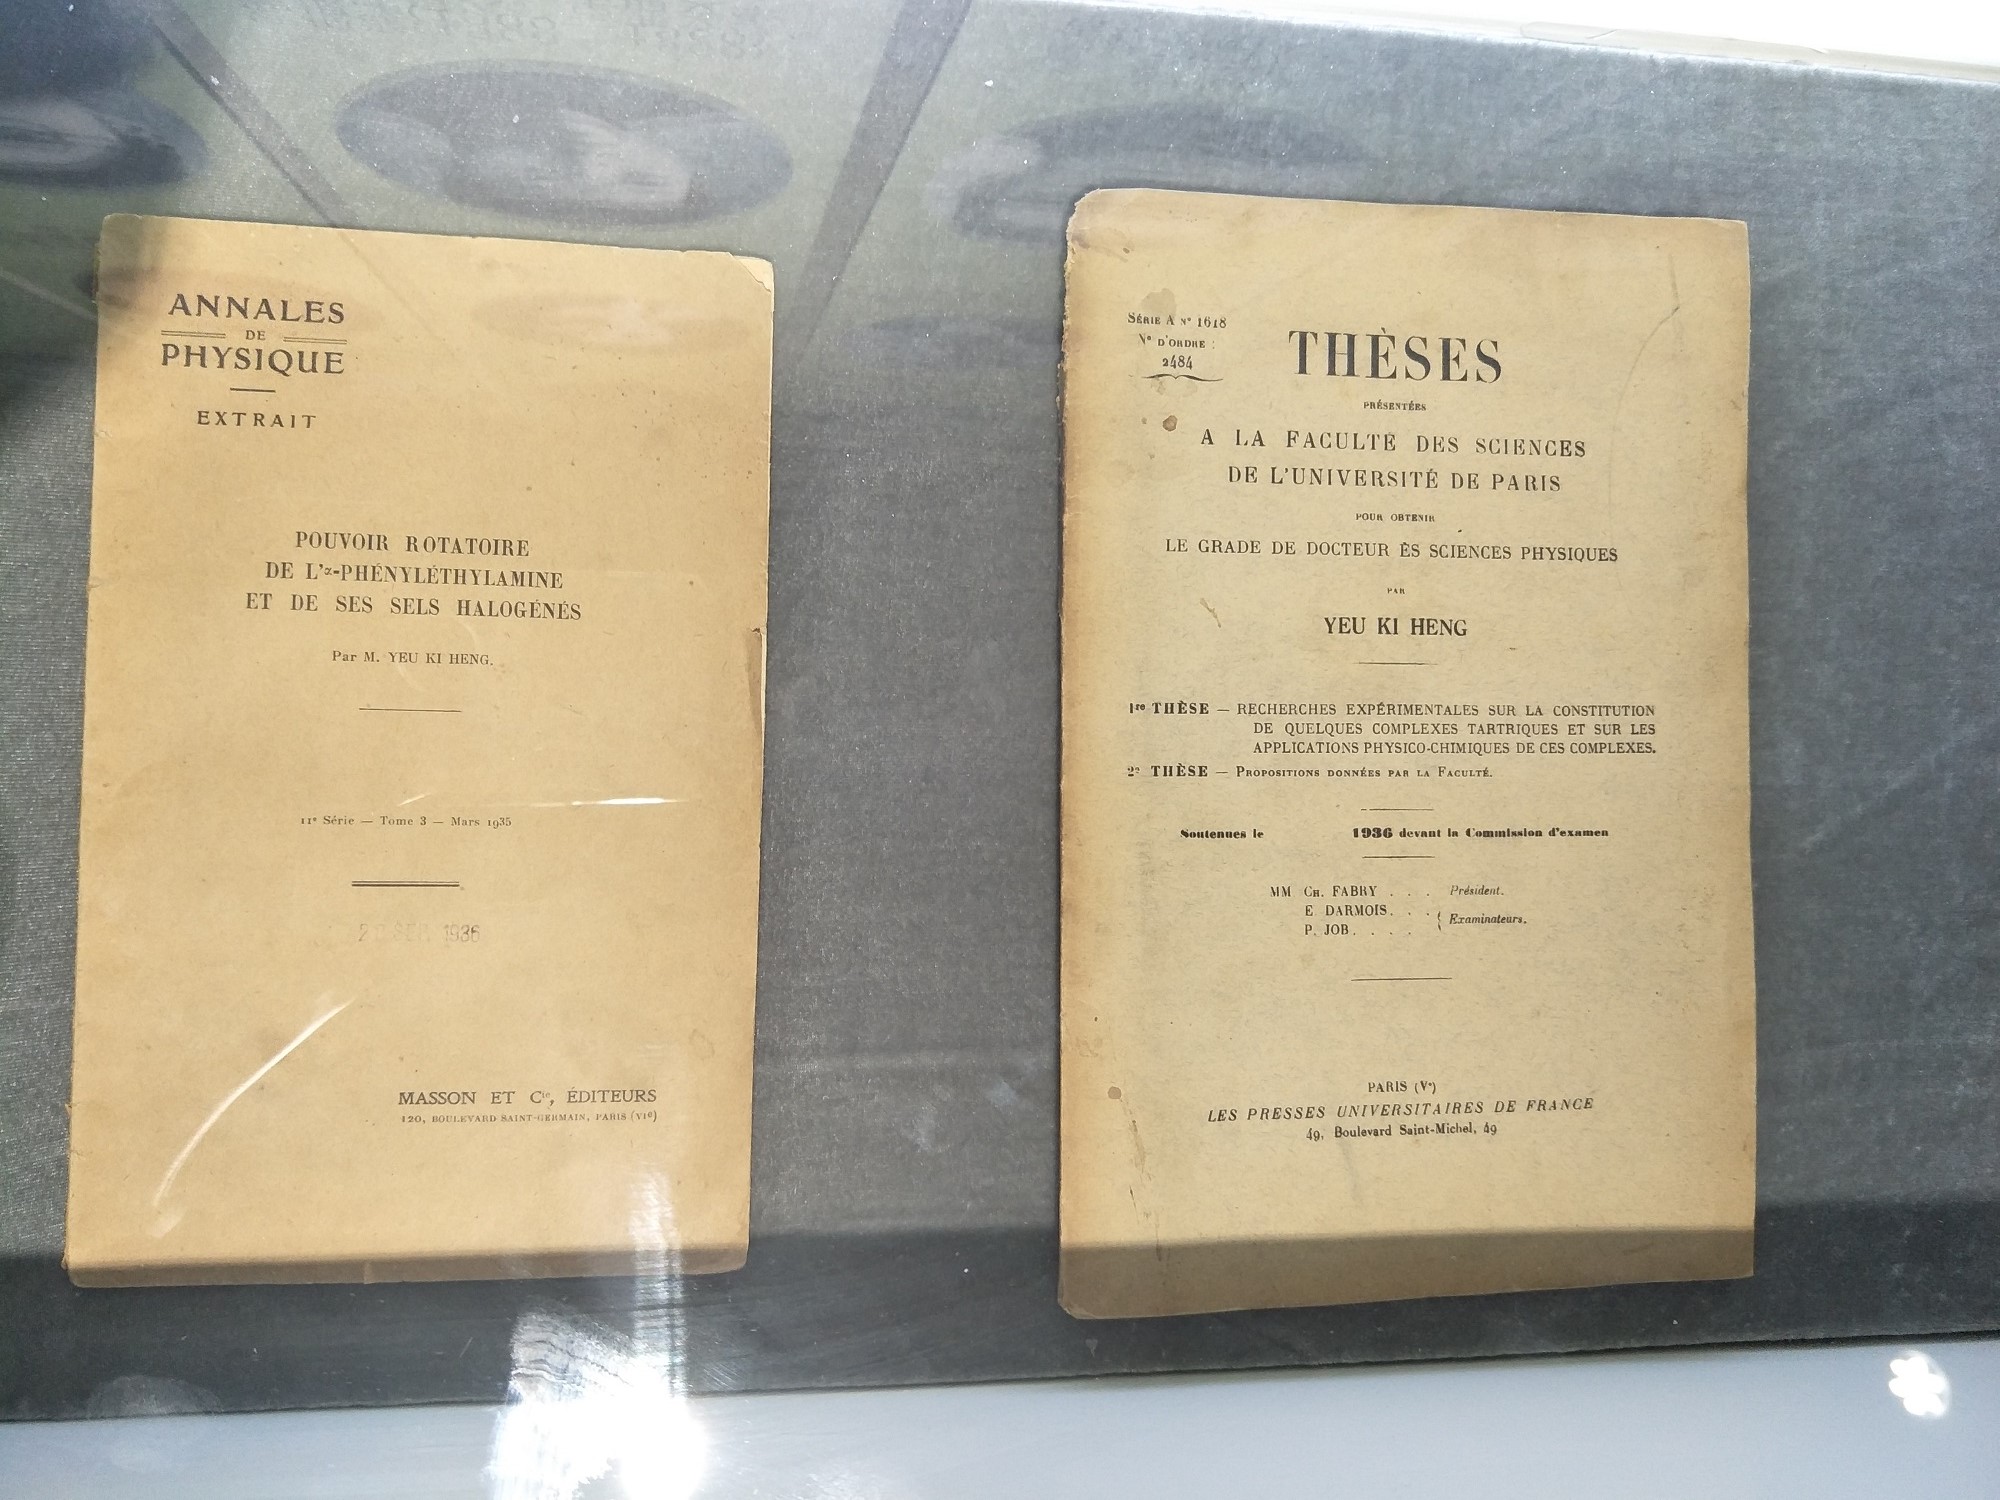 ANNALES
DE
PHYSIQUE
EXTRAIT
POUVOIR ROTATOIRE
DE L'α-PHÉNYLÉTHYLAMINE
ET DE SES SELS HALOGÉNÉS
Par M. YEU KI HENG.
11e Série — Tome 3 — Mars 1935
1936
MASSON ET Cie, ÉDITEURS
120, BOULEVARD SAINT-GERMAIN, PARIS (VIe)
SÉRIE A N° 1618
N° D'ORDRE :
2484
THÈSES
PRÉSENTÉES
A LA FACULTÉ DES SCIENCES
DE L'UNIVERSITÉ DE PARIS
POUR OBTENIR
LE GRADE DE DOCTEUR ÈS SCIENCES PHYSIQUES
PAR
YEU KI HENG
1re THÈSE — RECHERCHES EXPÉRIMENTALES SUR LA CONSTITUTION
DE QUELQUES COMPLEXES TARTRIQUES ET SUR LES
APPLICATIONS PHYSICO-CHIMIQUES DE CES COMPLEXES.
2e THÈSE — PROPOSITIONS DONNÉES PAR LA FACULTÉ.
Soutenues le 1936 devant la Commission d'examen
MM CH. FABRY . . . Président.
E. DARMOIS. . . Examinateurs.
P. JOB. . . .
PARIS (Ve)
LES PRESSES UNIVERSITAIRES DE FRANCE
49, Boulevard Saint-Michel, 49